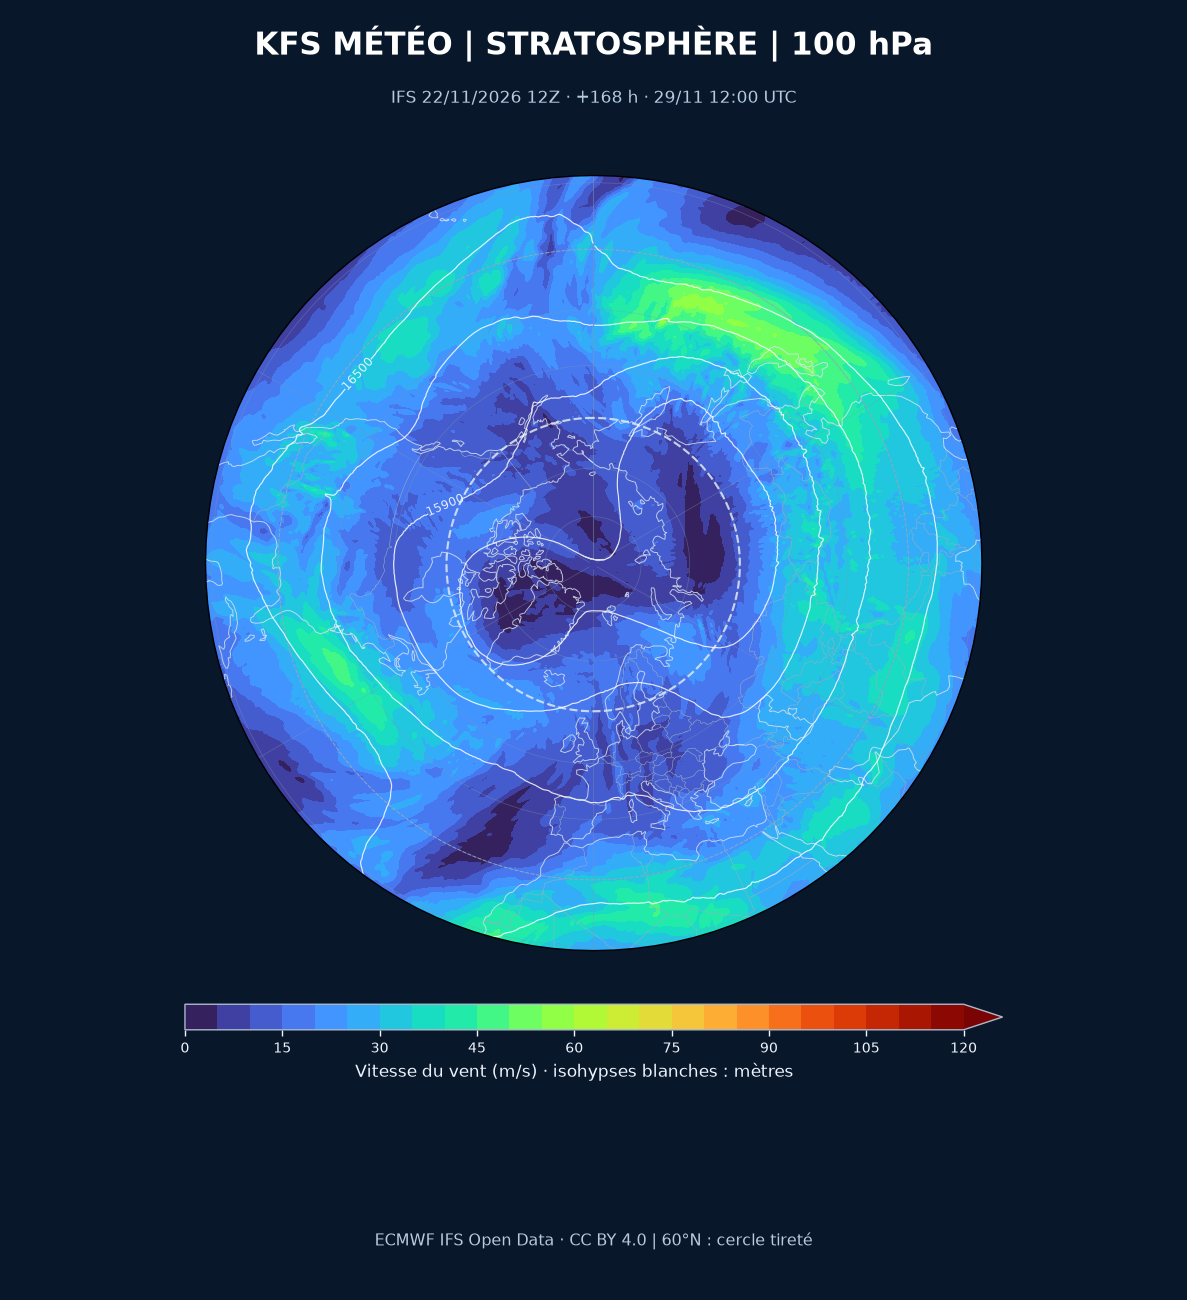 KFS MÉTÉO | STRATOSPHÈRE | 100 hPa
IFS 22/11/2026 12Z · +168 h · 29/11 12:00 UTC
16500
15900
0 15 30 45 60 75 90 105 120
Vitesse du vent (m/s) · isohypses blanches : mètres
ECMWF IFS Open Data · CC BY 4.0 | 60°N : cercle tireté